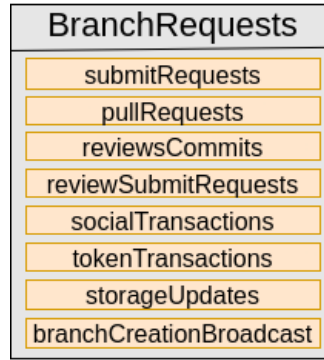 BranchRequests
submitRequests
pullRequests
reviewsCommits
reviewSubmitRequests
socialTransactions
tokenTransactions
storageUpdates
branchCreationBroadcast